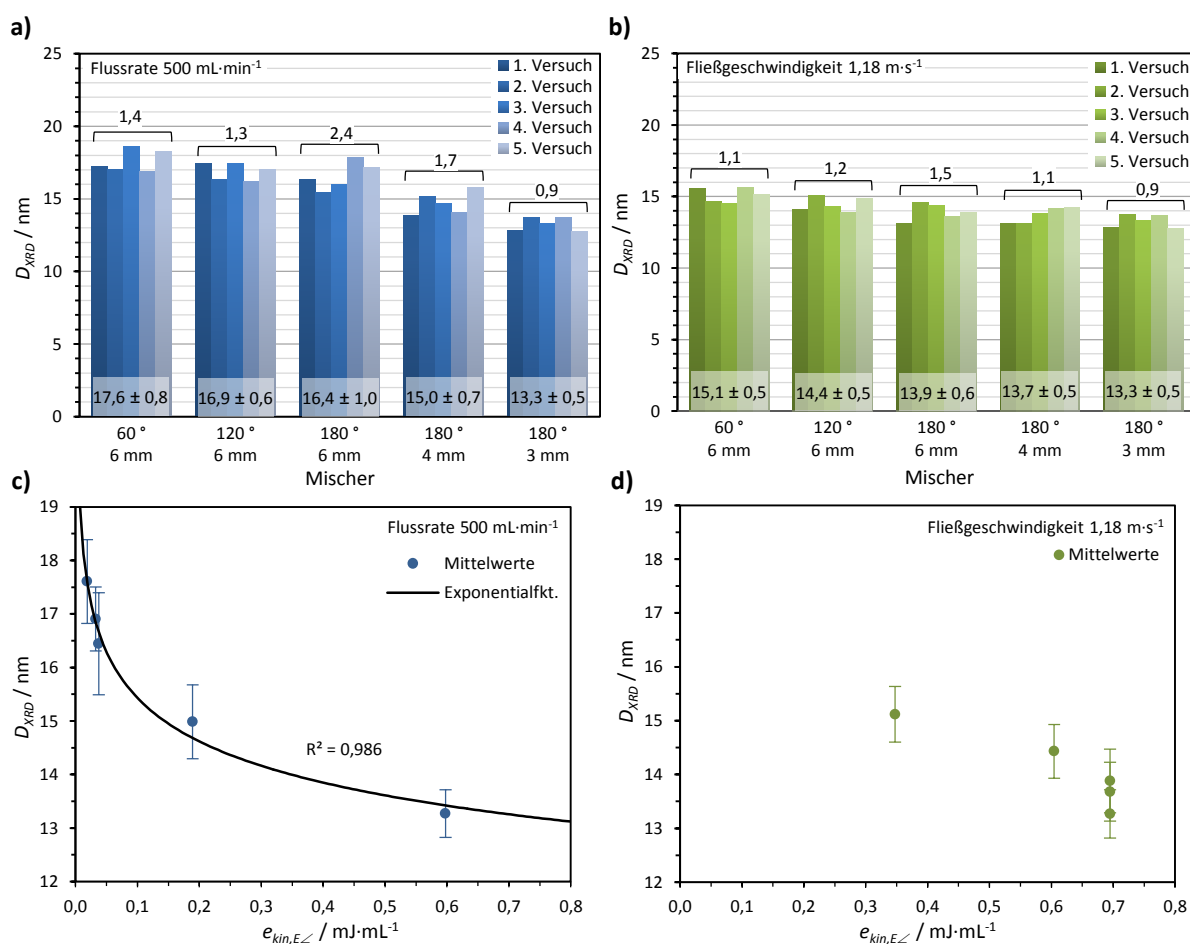 a)
Flussrate 500 mL·min⁻¹
1. Versuch
2. Versuch
3. Versuch
4. Versuch
5. Versuch
25
20
15
10
5
0
D_XRD / nm
1,4
1,3
2,4
1,7
0,9
17,6 ± 0,8
16,9 ± 0,6
16,4 ± 1,0
15,0 ± 0,7
13,3 ± 0,5
60 ° 120 ° 180 ° 180 ° 180 °
6 mm 6 mm 6 mm 4 mm 3 mm
Mischer
b)
Fließgeschwindigkeit 1,18 m·s⁻¹
1. Versuch
2. Versuch
3. Versuch
4. Versuch
5. Versuch
25
20
15
10
5
0
D_XRD / nm
1,1
1,2
1,5
1,1
0,9
15,1 ± 0,5
14,4 ± 0,5
13,9 ± 0,6
13,7 ± 0,5
13,3 ± 0,5
60 ° 120 ° 180 ° 180 ° 180 °
6 mm 6 mm 6 mm 4 mm 3 mm
Mischer
c)
Flussrate 500 mL·min⁻¹
Mittelwerte
Exponentialfkt.
R² = 0,986
19
18
17
16
15
14
13
12
D_XRD / nm
0,0 0,1 0,2 0,3 0,4 0,5 0,6 0,7 0,8
e_kin,E∠ / mJ·mL⁻¹
d)
Fließgeschwindigkeit 1,18 m·s⁻¹
Mittelwerte
19
18
17
16
15
14
13
12
D_XRD / nm
0,0 0,1 0,2 0,3 0,4 0,5 0,6 0,7 0,8
e_kin,E∠ / mJ·mL⁻¹